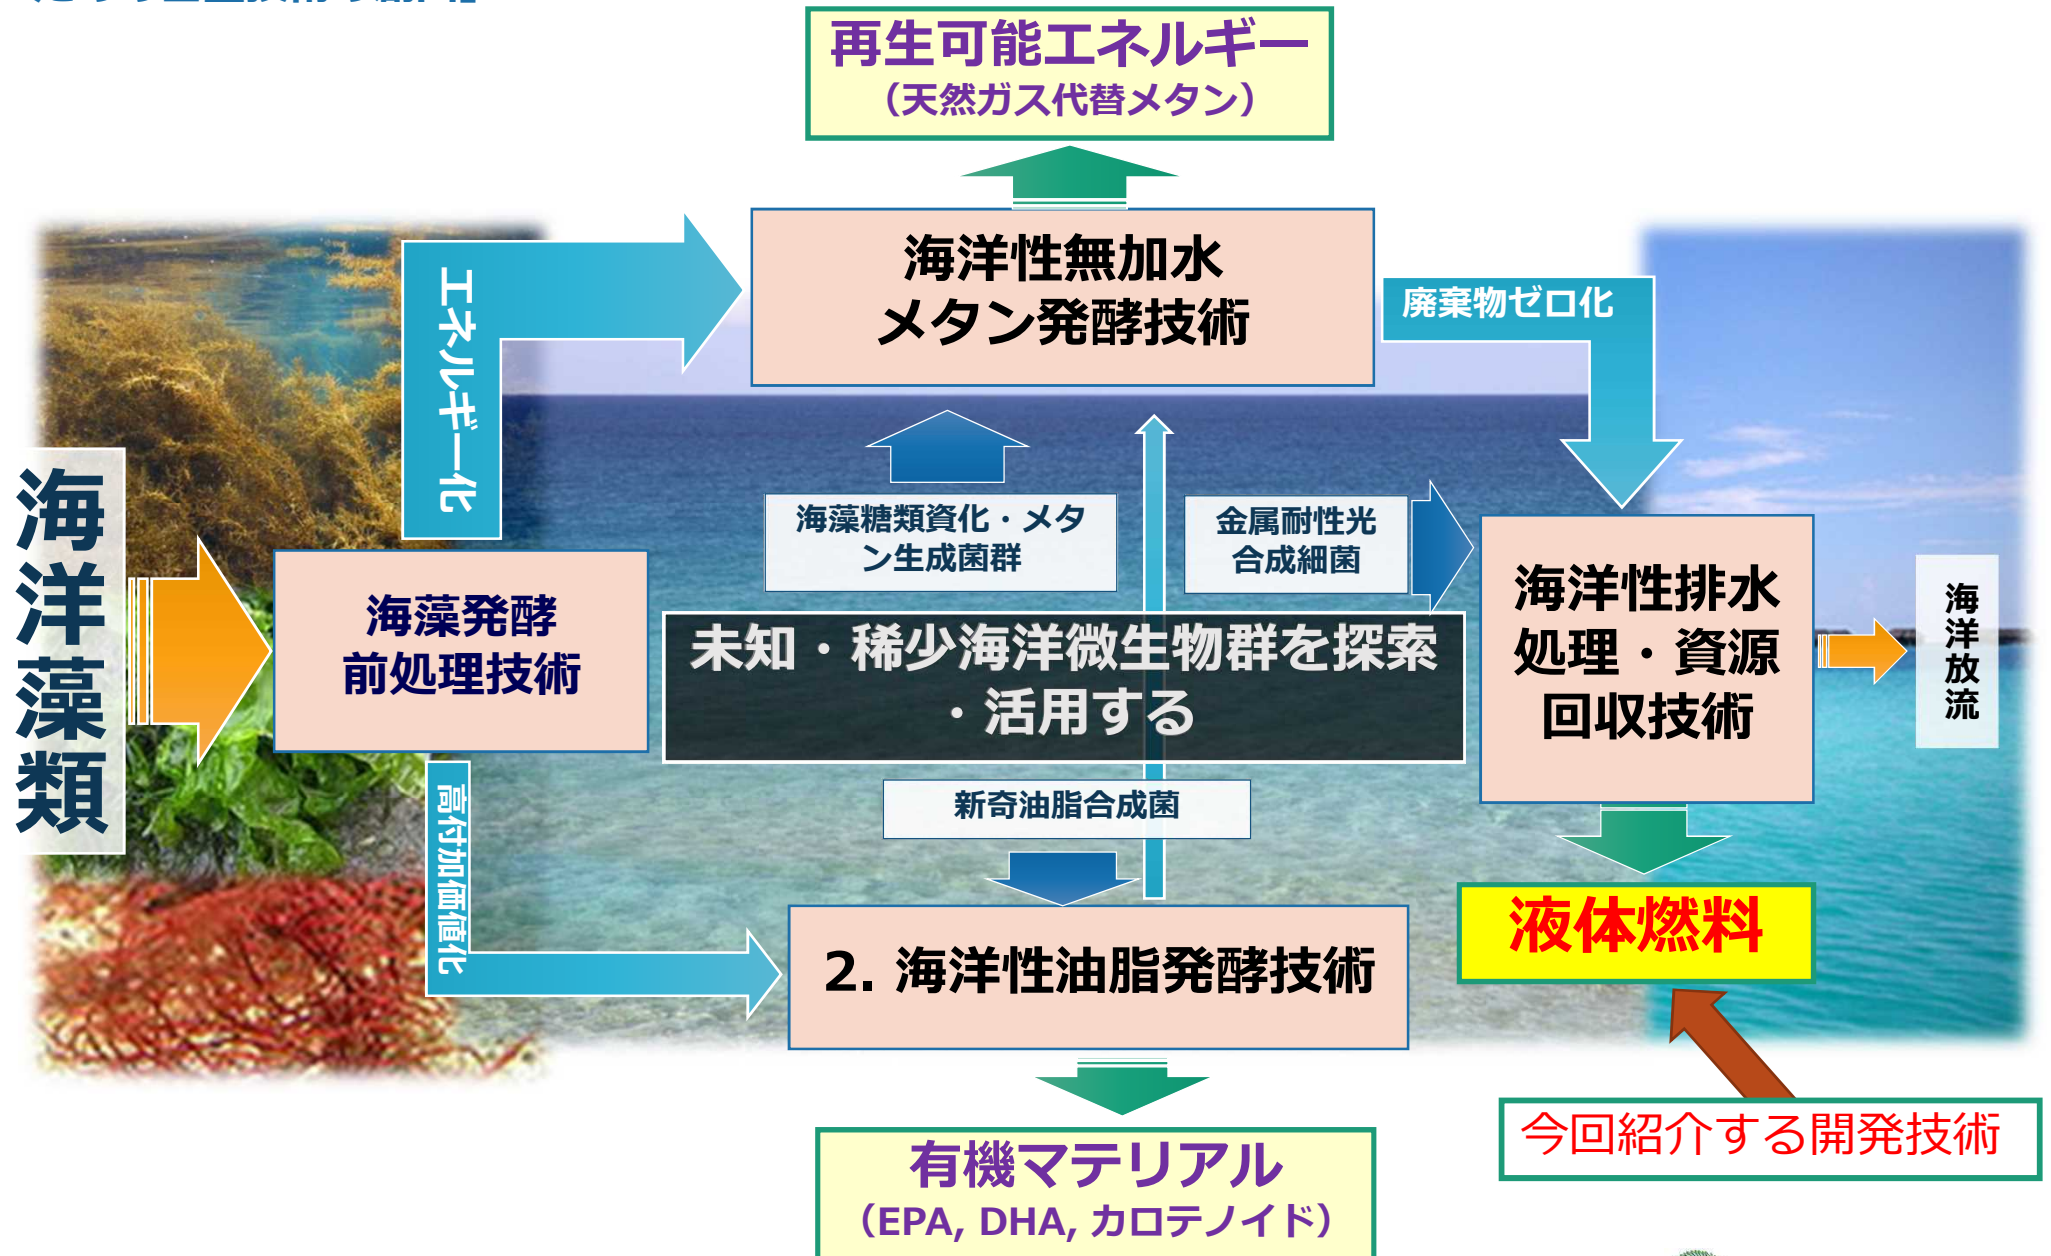 再生可能エネルギー
（天然ガス代替メタン）
海洋性無加水
メタン発酵技術
エネルギー化
廃棄物ゼロ化
海洋藻類
海藻糖類資化・メタ
ン生成菌群
金属耐性光
合成細菌
海藻発酵
前処理技術
未知・稀少海洋微生物群を探索
・活用する
海洋性排水
処理・資源
回収技術
海洋放流
新奇油脂合成菌
高付加価値化
2. 海洋性油脂発酵技術
液体燃料
今回紹介する開発技術
有機マテリアル
（EPA, DHA, カロテノイド）